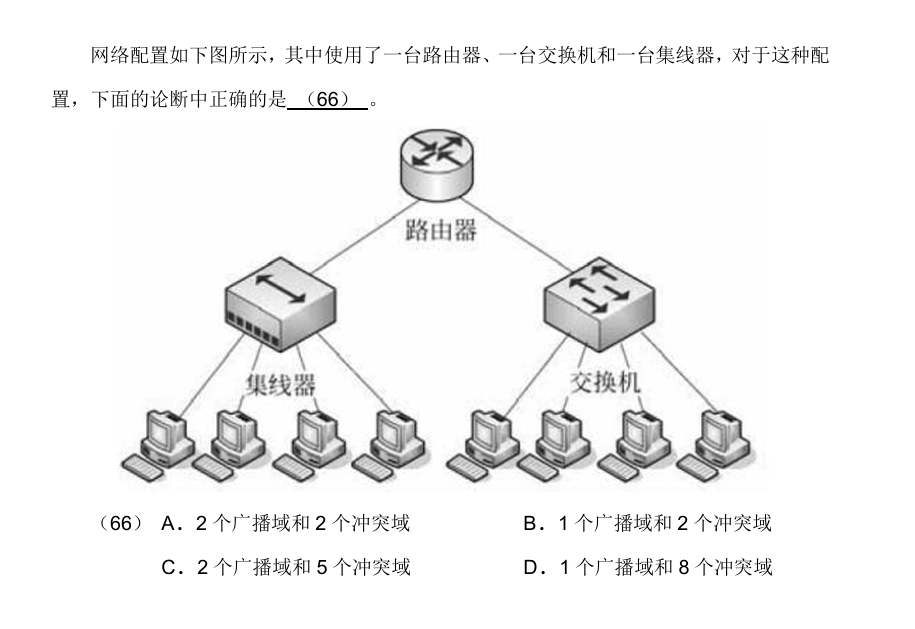 网络配置如下图所示，其中使用了一台路由器、一台交换机和一台集线器，对于这种配
置，下面的论断中正确的是 （66） 。
路由器
集线器
交换机
（66） A．2 个广播域和 2 个冲突域 B．1 个广播域和 2 个冲突域
C．2 个广播域和 5 个冲突域 D．1 个广播域和 8 个冲突域